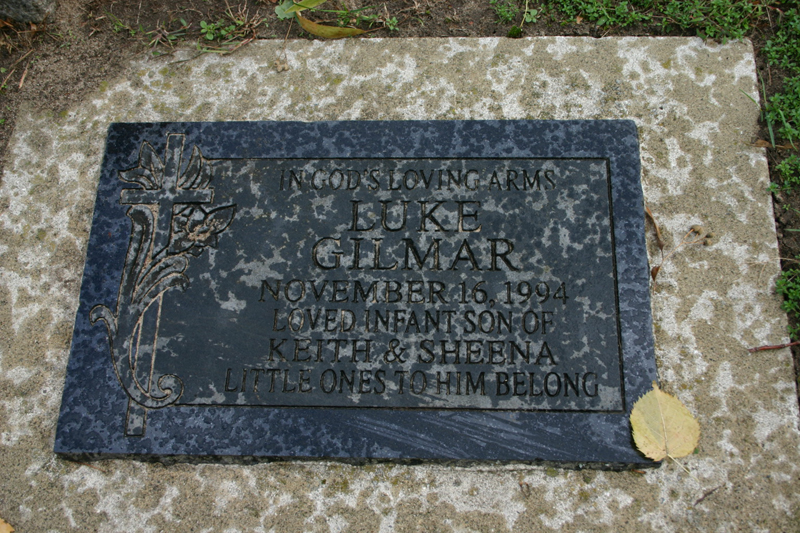 IN GOD'S LOVING ARMS
LUKE
GILMAR
NOVEMBER 16, 1994
LOVED INFANT SON OF
KEITH & SHEENA
LITTLE ONES TO HIM BELONG